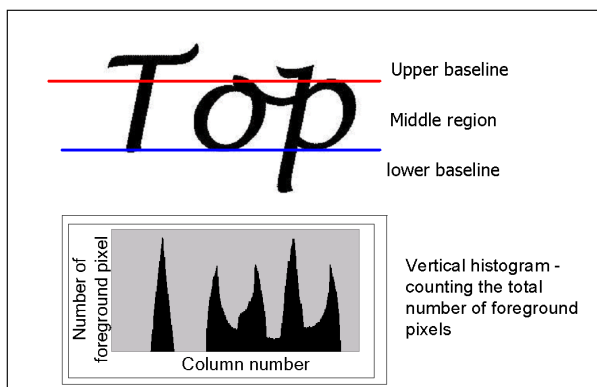 Top
Upper baseline
Middle region
lower baseline
Number of
foreground pixel
Column number
Vertical histogram -
counting the total
number of foreground
pixels